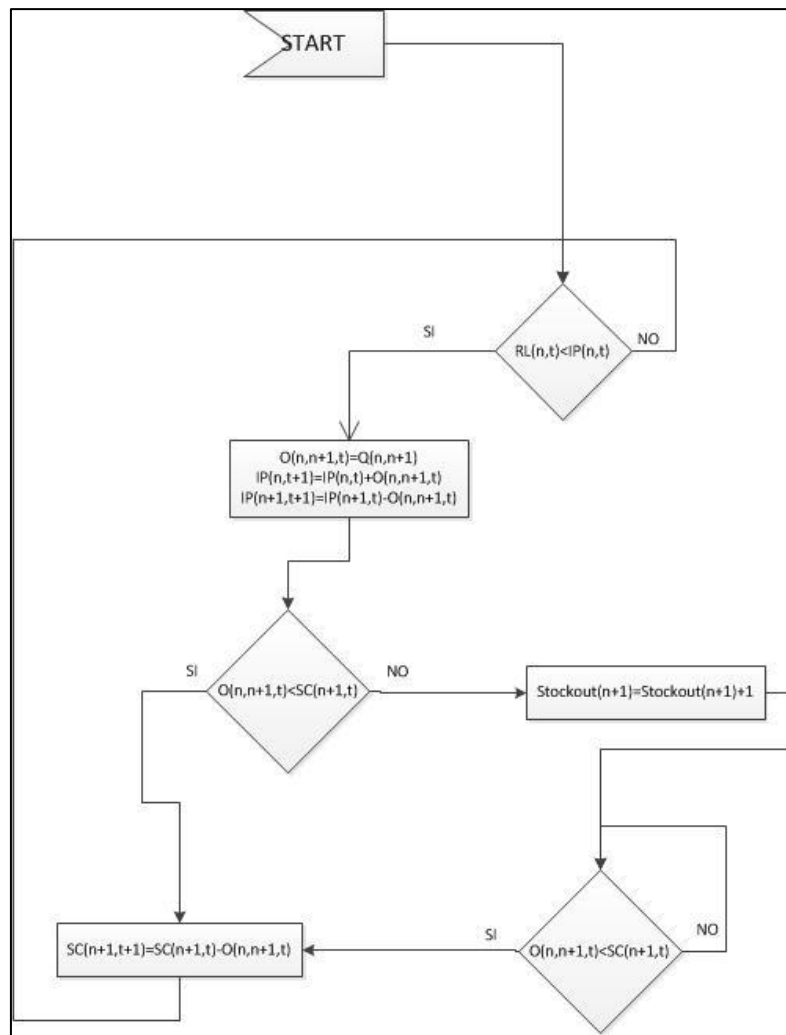 START
RL(n,t)<IP(n,t)
SI
NO
O(n,n+1,t)=Q(n,n+1)
IP(n,t+1)=IP(n,t)+O(n,n+1,t)
IP(n+1,t+1)=IP(n+1,t)-O(n,n+1,t)
SI
O(n,n+1,t)<SC(n+1,t)
NO
Stockout(n+1)=Stockout(n+1)+1
SC(n+1,t+1)=SC(n+1,t)-O(n,n+1,t)
SI
O(n,n+1,t)<SC(n+1,t)
NO